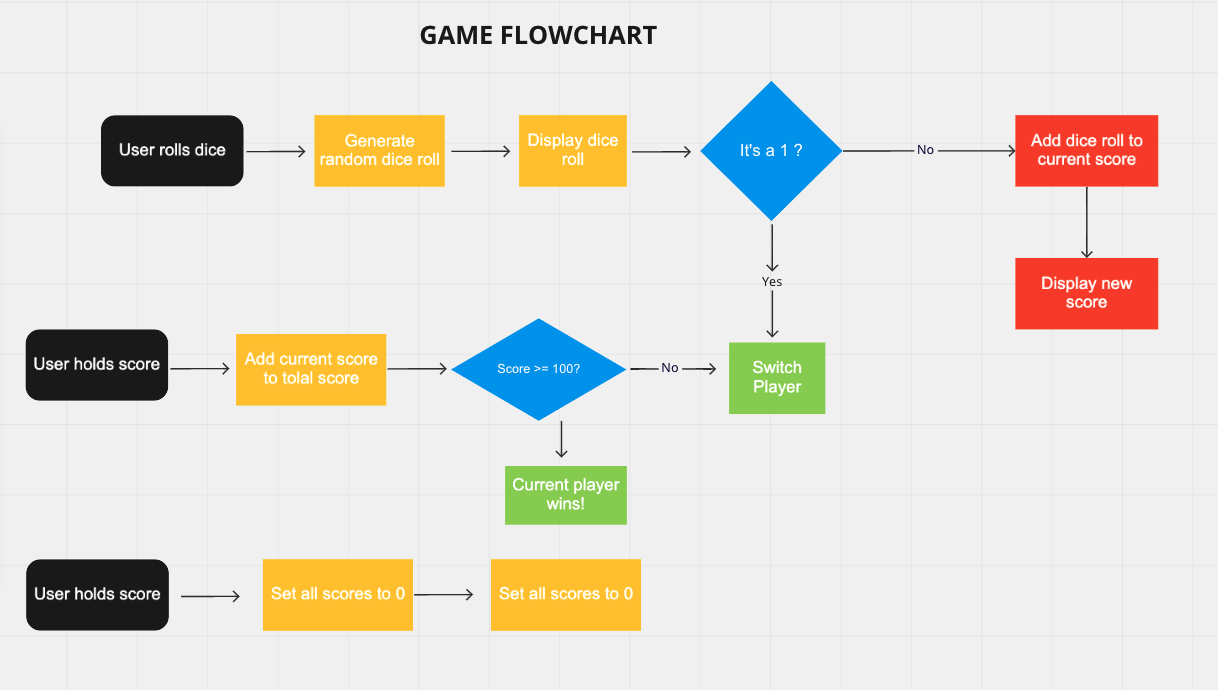 GAME FLOWCHART
User rolls dice
Generate
random dice roll
Display dice
roll
It's a 1 ?
No
Add dice roll to
current score
Display new
score
Yes
User holds score
Add current score
to tolal score
Score >= 100?
No
Switch
Player
Current player
wins!
User holds score
Set all scores to 0
Set all scores to 0